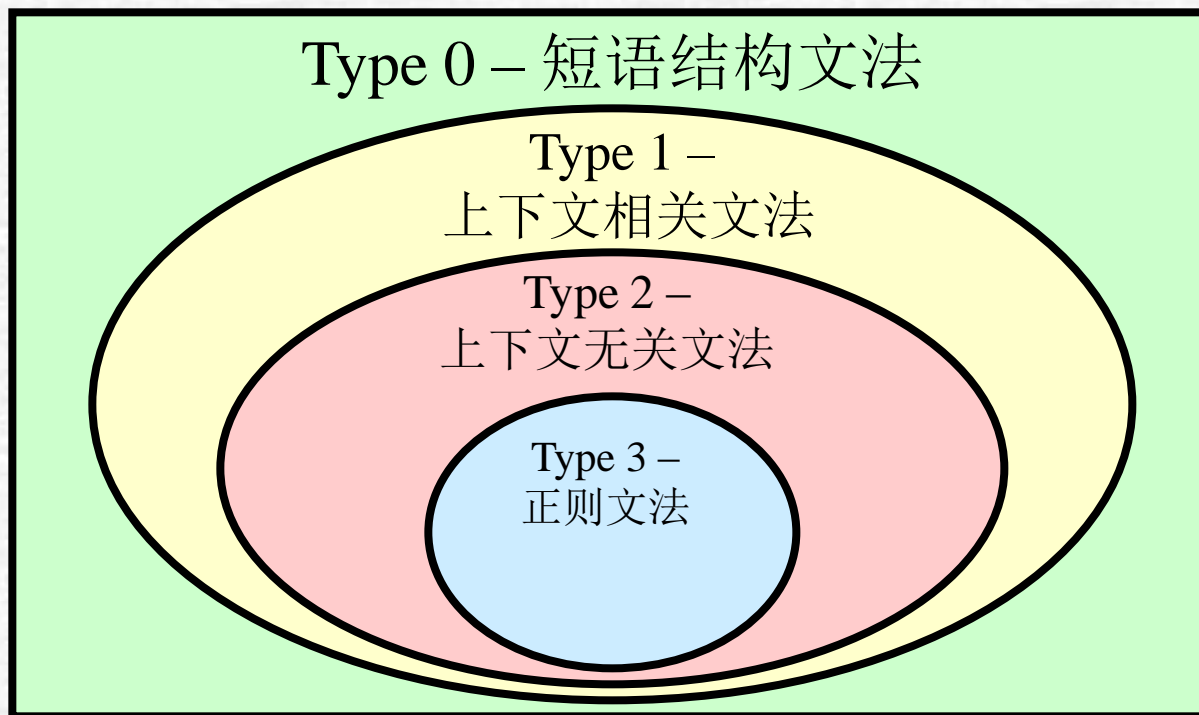 Type 0 – 短语结构文法
Type 1 –
上下文相关文法
Type 2 –
上下文无关文法
Type 3 –
正则文法